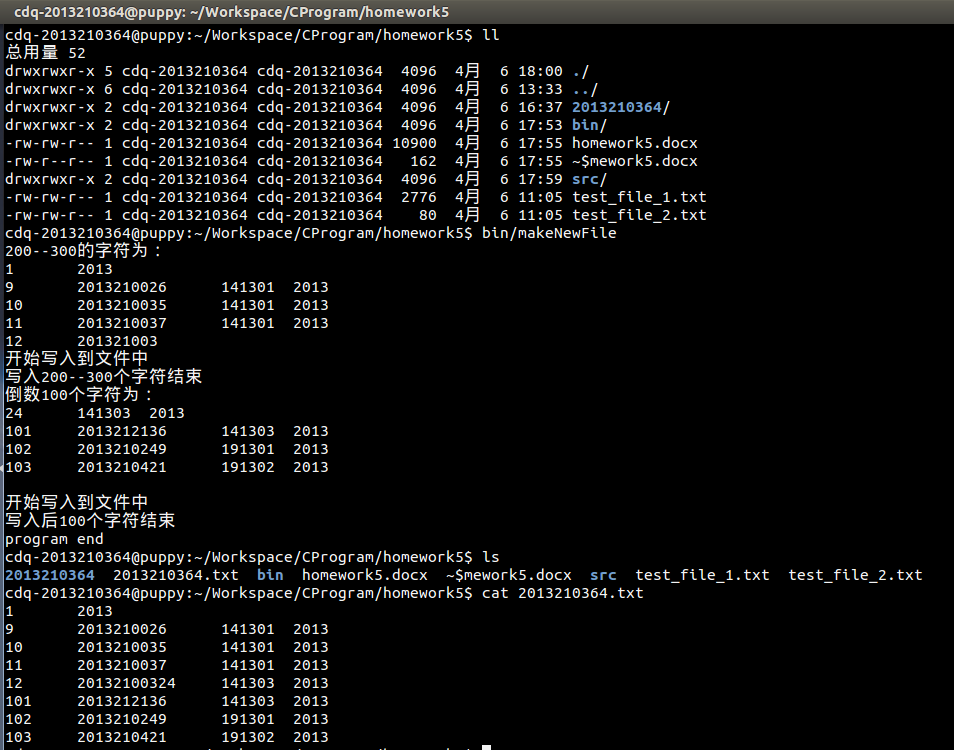 cdq-2013210364@puppy: ~/Workspace/CProgram/homework5
cdq-2013210364@puppy:~/Workspace/CProgram/homework5$ ll
总用量 52
drwxrwxr-x 5 cdq-2013210364 cdq-2013210364  4096  4月  6 18:00 ./
drwxrwxr-x 6 cdq-2013210364 cdq-2013210364  4096  4月  6 13:33 ../
drwxrwxr-x 2 cdq-2013210364 cdq-2013210364  4096  4月  6 16:37 2013210364/
drwxrwxr-x 2 cdq-2013210364 cdq-2013210364  4096  4月  6 17:53 bin/
-rw-rw-r-- 1 cdq-2013210364 cdq-2013210364 10900  4月  6 17:55 homework5.docx
-rw-r--r-- 1 cdq-2013210364 cdq-2013210364   162  4月  6 17:55 ~$mework5.docx
drwxrwxr-x 2 cdq-2013210364 cdq-2013210364  4096  4月  6 17:59 src/
-rw-rw-r-- 1 cdq-2013210364 cdq-2013210364  2776  4月  6 11:05 test_file_1.txt
-rw-rw-r-- 1 cdq-2013210364 cdq-2013210364    80  4月  6 11:05 test_file_2.txt
cdq-2013210364@puppy:~/Workspace/CProgram/homework5$ bin/makeNewFile
200--300的字符为：
1       2013
9       2013210026      141301  2013
10      2013210035      141301  2013
11      2013210037      141301  2013
12      201321003
开始写入到文件中
写入200--300个字符结束
倒数100个字符为：
24      141303  2013
101     2013212136      141303  2013
102     2013210249      191301  2013
103     2013210421      191302  2013
开始写入到文件中
写入后100个字符结束
program end
cdq-2013210364@puppy:~/Workspace/CProgram/homework5$ ls
2013210364  2013210364.txt  bin  homework5.docx  ~$mework5.docx  src  test_file_1.txt  test_file_2.txt
cdq-2013210364@puppy:~/Workspace/CProgram/homework5$ cat 2013210364.txt
1       2013
9       2013210026      141301  2013
10      2013210035      141301  2013
11      2013210037      141301  2013
12      20132100324     141303  2013
101     2013212136      141303  2013
102     2013210249      191301  2013
103     2013210421      191302  2013